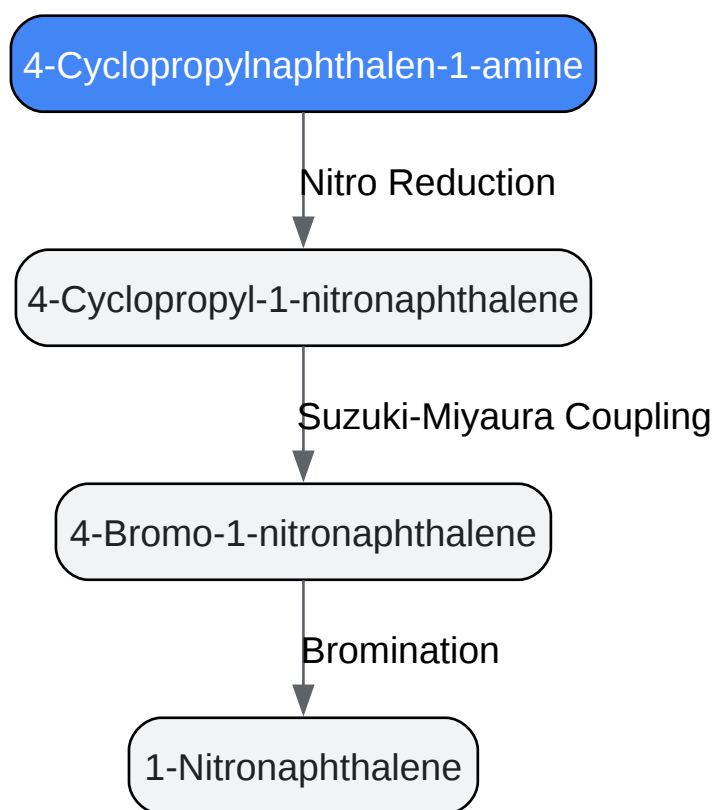 4-Cyclopropylnaphthalen-1-amine
Nitro Reduction
4-Cyclopropyl-1-nitronaphthalene
Suzuki-Miyaura Coupling
4-Bromo-1-nitronaphthalene
Bromination
1-Nitronaphthalene